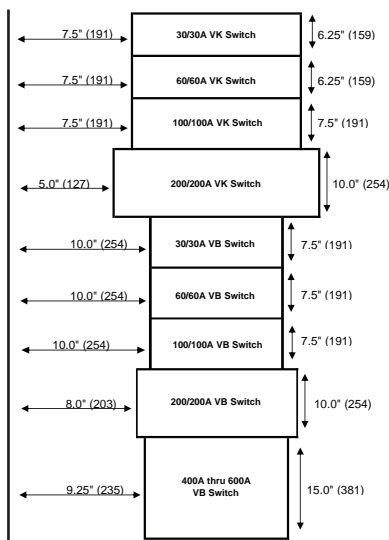 7.5" (191) 30/30A VK Switch 6.25" (159)
7.5" (191) 60/60A VK Switch 6.25" (159)
7.5" (191) 100/100A VK Switch 7.5" (191)
5.0" (127) 200/200A VK Switch 10.0" (254)
10.0" (254) 30/30A VB Switch 7.5" (191)
10.0" (254) 60/60A VB Switch 7.5" (191)
10.0" (254) 100/100A VB Switch 7.5" (191)
8.0" (203) 200/200A VB Switch 10.0" (254)
400A thru 600A
9.25" (235) VB Switch 15.0" (381)